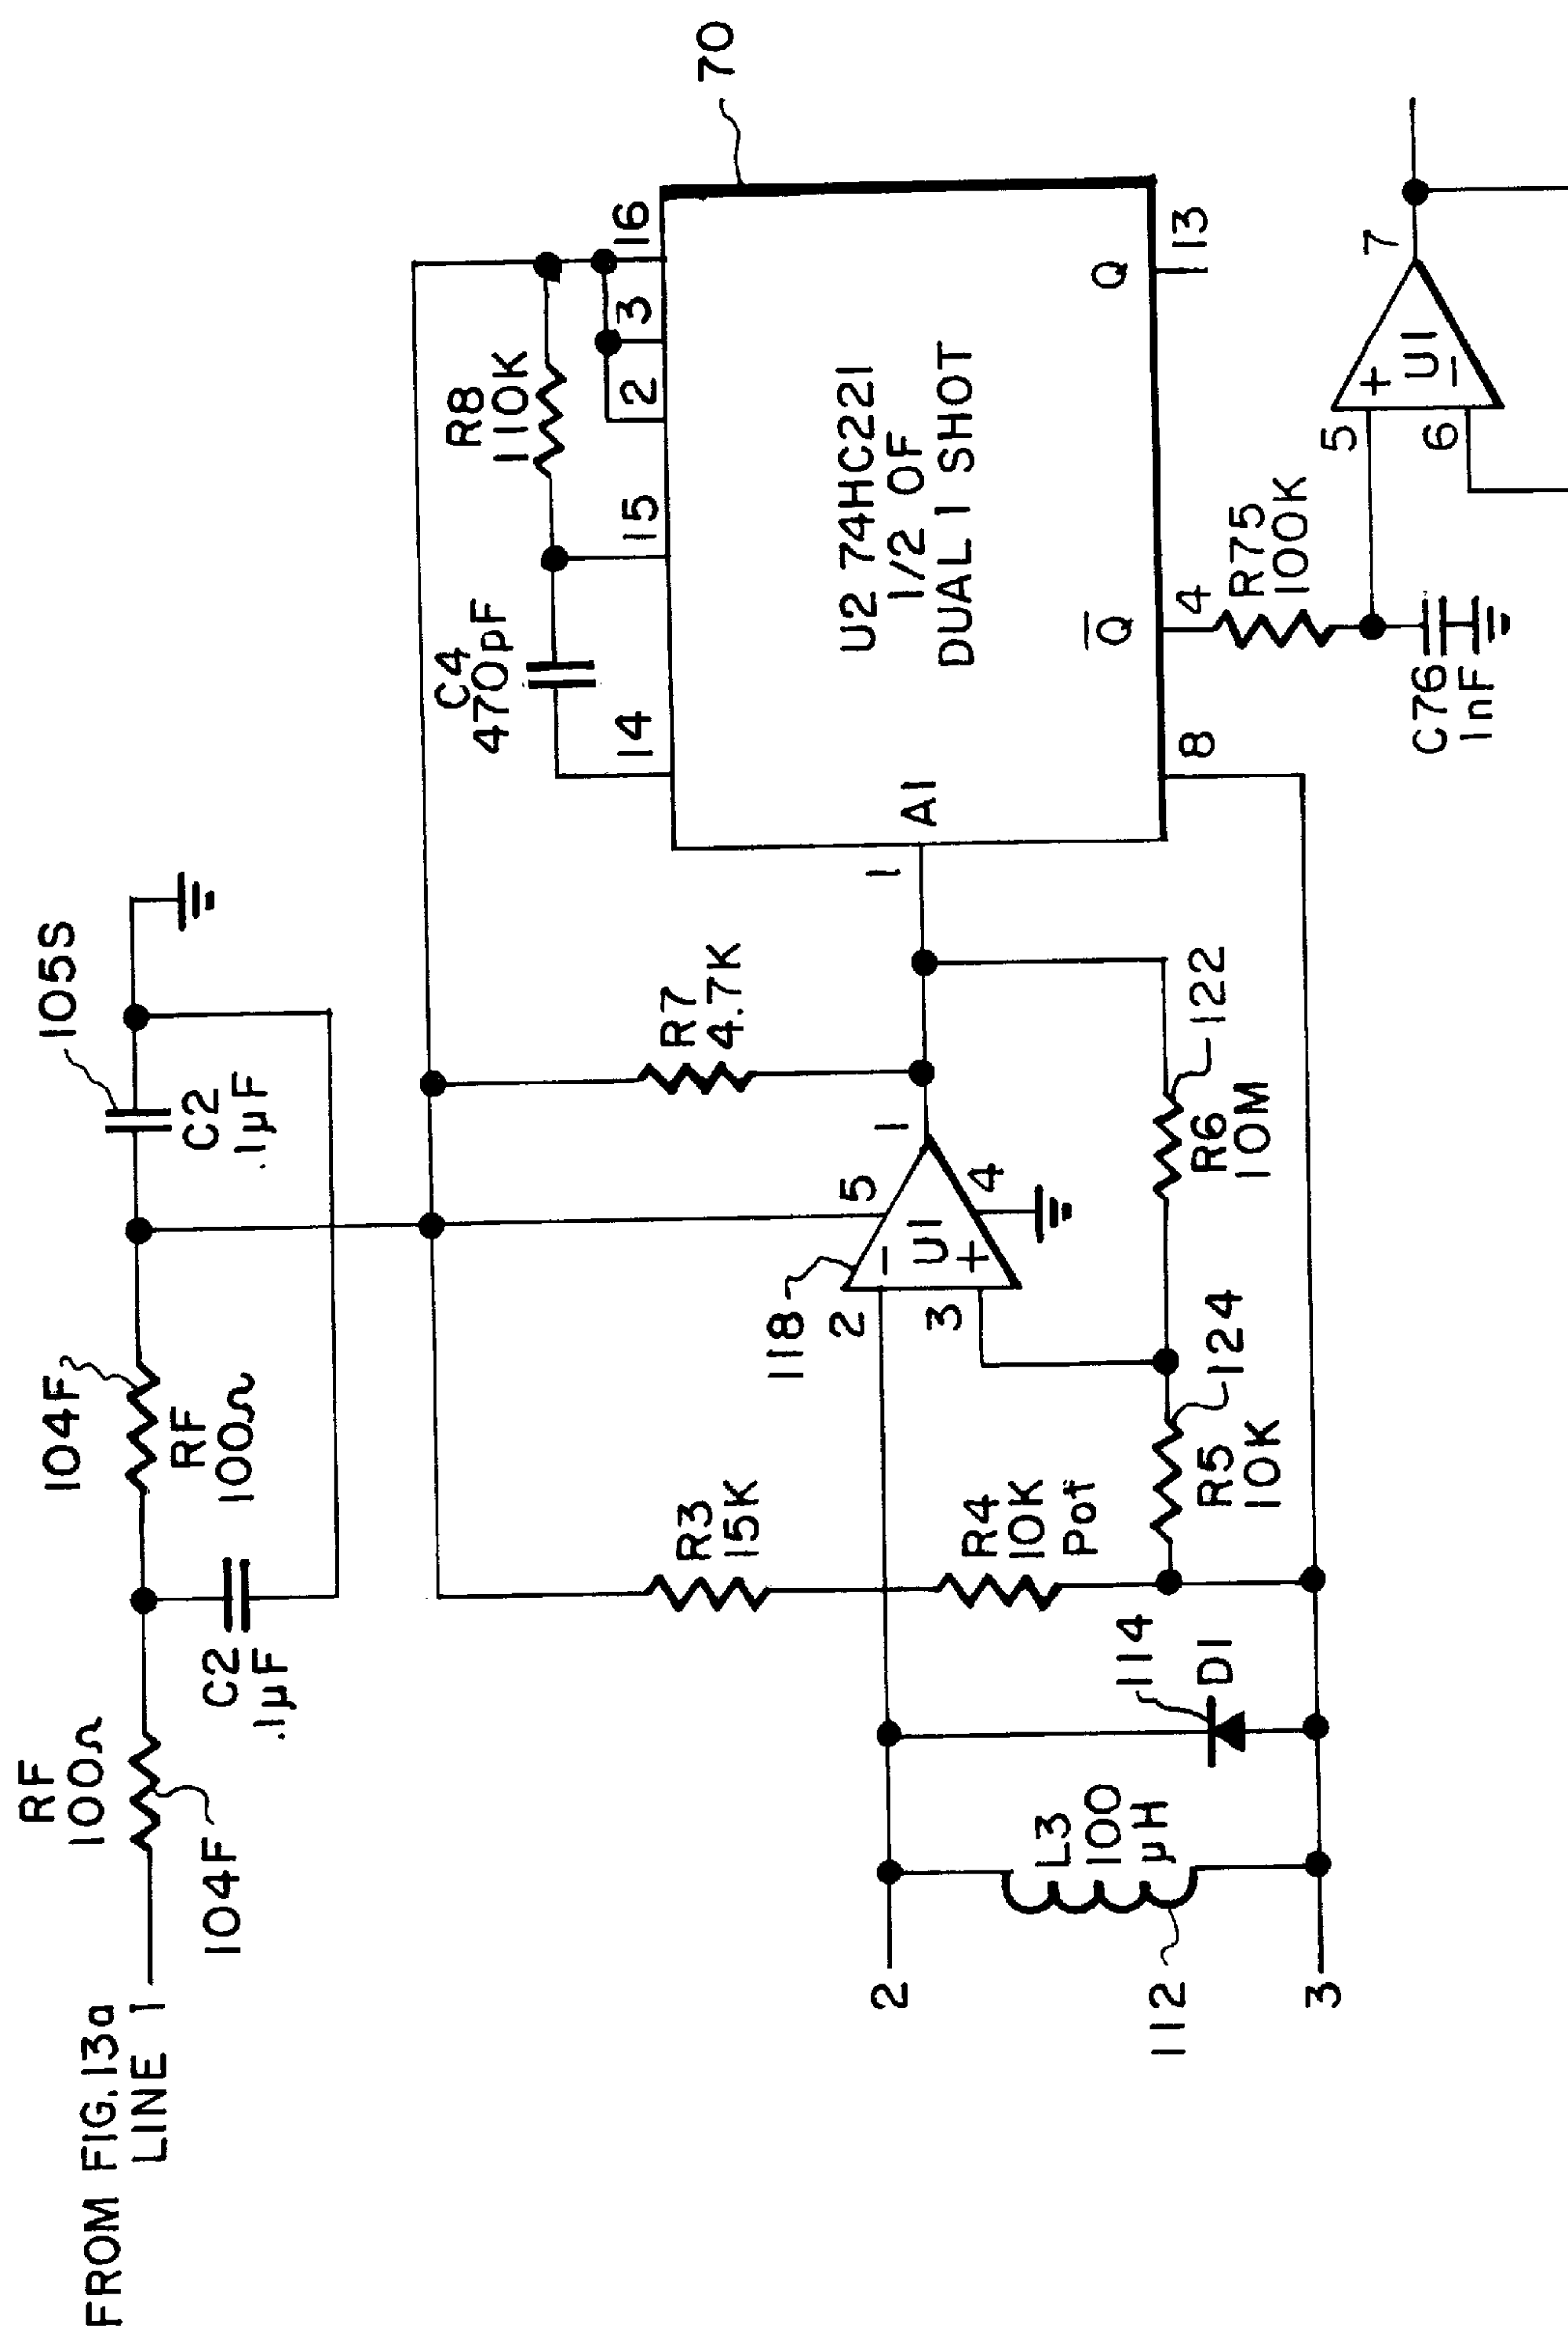 FROM FIG.13a
LINE 1
RF
100Ω
104F
104F
RF
100Ω
C2
.1µF
105S
C2
.1µF
R3
15K
R4
10K
Pot
R7
4.7K
R8
110K
C4
470pF
14
15
2
3
16
70
U2 74HC221
1/2 OF
DUAL 1 SHOT
A1
1
Q̅
Q
4
13
8
R75
100K
C76
1nF
5
6
+
U1
−
7
118
2
3
−
U1
+
5
4
1
R6
10M
122
R5
10K
124
114
D1
L3
100
µH
112
2
3